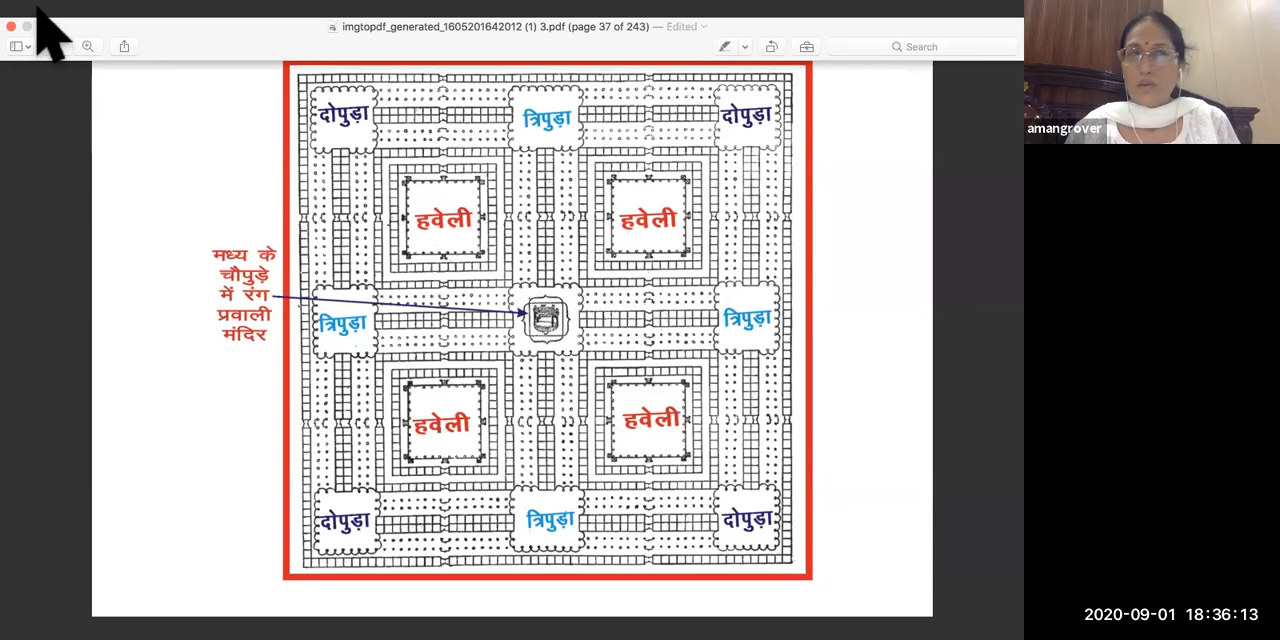 imgtopdf_generated_1605201642012 (1) 3.pdf (page 37 of 243) — Edited
Search
amangrover
दोपुड़ा
त्रिपुड़ा
दोपुड़ा
हवेली
हवेली
मध्य के
चौपुड़े
में रंग
प्रवाली
मंदिर
त्रिपुड़ा
त्रिपुड़ा
हवेली
हवेली
दोपुड़ा
त्रिपुड़ा
दोपुड़ा
2020-09-01 18:36:13